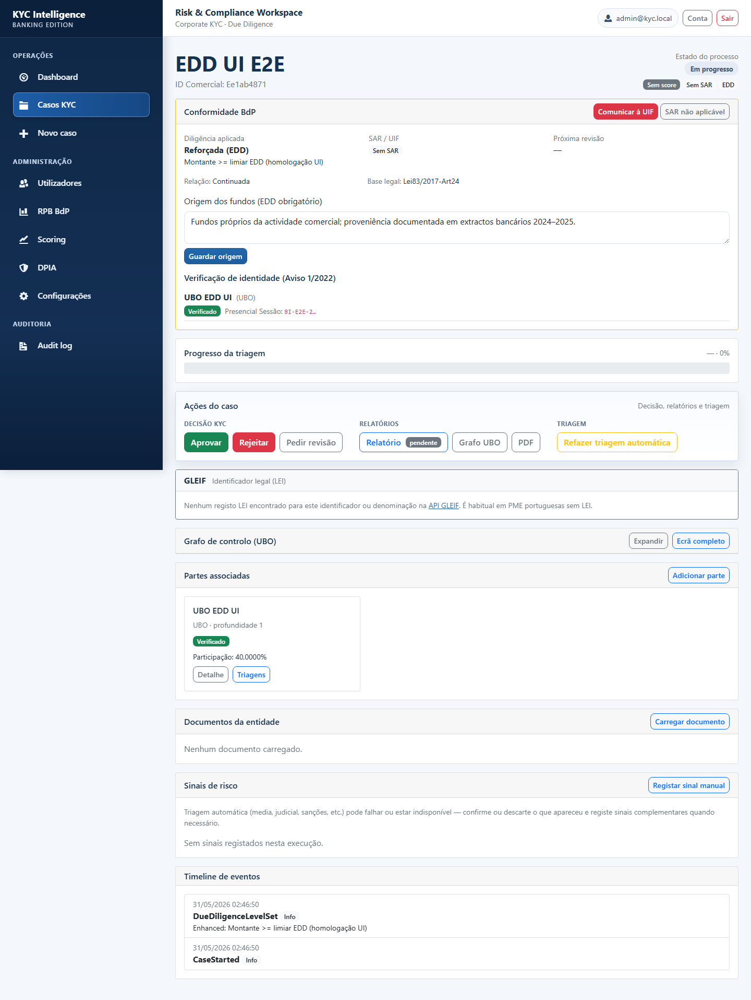 KYC Intelligence
BANKING EDITION
OPERAÇÕES
Dashboard
Casos KYC
Novo caso
ADMINISTRAÇÃO
Utilizadores
RPB BdP
Scoring
DPIA
Configurações
AUDITORIA
Audit log
Risk & Compliance Workspace
Corporate KYC · Due Diligence
admin@kyc.local
Conta
Sair
EDD UI E2E
ID Comercial: Ee1ab4871
Estado do processo
Em progresso
Sem score Sem SAR EDD
Conformidade BdP
Comunicar à UIF
SAR não aplicável
Diligência aplicada
Reforçada (EDD)
Montante >= limiar EDD (homologação UI)
SAR / UIF
Sem SAR
Próxima revisão
—
Relação: Continuada
Base legal: Lei83/2017-Art24
Origem dos fundos (EDD obrigatório)
Fundos próprios da actividade comercial; proveniência documentada em extractos bancários 2024–2025.
Guardar origem
Verificação de identidade (Aviso 1/2022)
UBO EDD UI (UBO)
Verificado Presencial Sessão: BI-E2E-2…
Progresso da triagem
— · 0%
Ações do caso
Decisão, relatórios e triagem
DECISÃO KYC
Aprovar
Rejeitar
Pedir revisão
RELATÓRIOS
Relatório pendente
Grafo UBO
PDF
TRIAGEM
Refazer triagem automática
GLEIF Identificador legal (LEI)
Nenhum registo LEI encontrado para este identificador ou denominação na API GLEIF. É habitual em PME portuguesas sem LEI.
Grafo de controlo (UBO)
Expandir
Ecrã completo
Partes associadas
Adicionar parte
UBO EDD UI
UBO · profundidade 1
Verificado
Participação: 40,0000%
Detalhe
Triagens
Documentos da entidade
Carregar documento
Nenhum documento carregado.
Sinais de risco
Registar sinal manual
Triagem automática (media, judicial, sanções, etc.) pode falhar ou estar indisponível — confirme ou descarte o que apareceu e registe sinais complementares quando
necessário.
Sem sinais registados nesta execução.
Timeline de eventos
31/05/2026 02:46:50
DueDiligenceLevelSet Info
Enhanced: Montante >= limiar EDD (homologação UI)
31/05/2026 02:46:50
CaseStarted Info